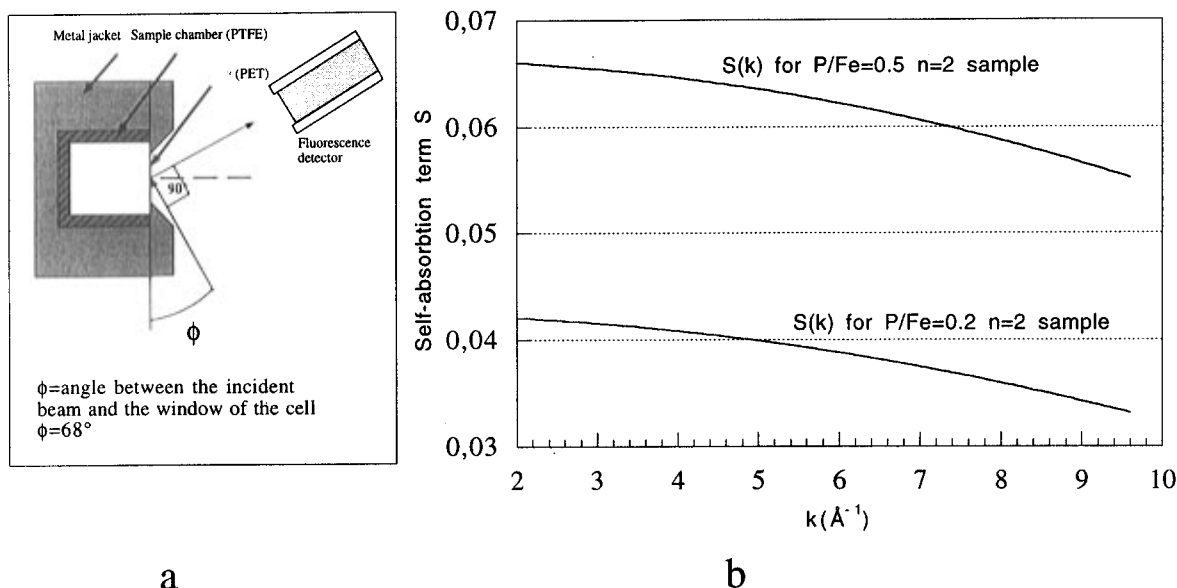 Metal jacket Sample chamber (PTFE)
(PET)
Fluorescence
detector
90°
ϕ
ϕ=angle between the incident
beam and the window of the cell
ϕ=68°
a
0,07
0,06
0,05
0,04
0,03
Self-absorbtion term S
S(k) for P/Fe=0.5 n=2 sample
S(k) for P/Fe=0.2 n=2 sample
2 3 4 5 6 7 8 9 10
k(Å⁻¹)
b